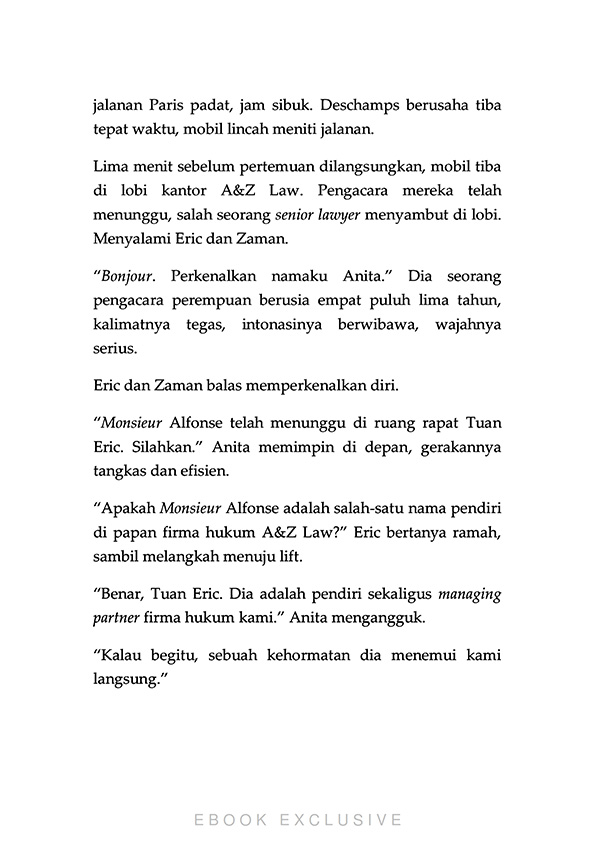 jalanan Paris padat, jam sibuk. Deschamps berusaha tiba
tepat waktu, mobil lincah meniti jalanan.
Lima menit sebelum pertemuan dilangsungkan, mobil tiba
di lobi kantor A&Z Law. Pengacara mereka telah
menunggu, salah seorang senior lawyer menyambut di lobi.
Menyalami Eric dan Zaman.
“Bonjour. Perkenalkan namaku Anita.” Dia seorang
pengacara perempuan berusia empat puluh lima tahun,
kalimatnya tegas, intonasinya berwibawa, wajahnya
serius.
Eric dan Zaman balas memperkenalkan diri.
“Monsieur Alfonse telah menunggu di ruang rapat Tuan
Eric. Silahkan.” Anita memimpin di depan, gerakannya
tangkas dan efisien.
“Apakah Monsieur Alfonse adalah salah-satu nama pendiri
di papan firma hukum A&Z Law?” Eric bertanya ramah,
sambil melangkah menuju lift.
“Benar, Tuan Eric. Dia adalah pendiri sekaligus managing
partner firma hukum kami.” Anita mengangguk.
“Kalau begitu, sebuah kehormatan dia menemui kami
langsung.”
EBOOK EXCLUSIVE